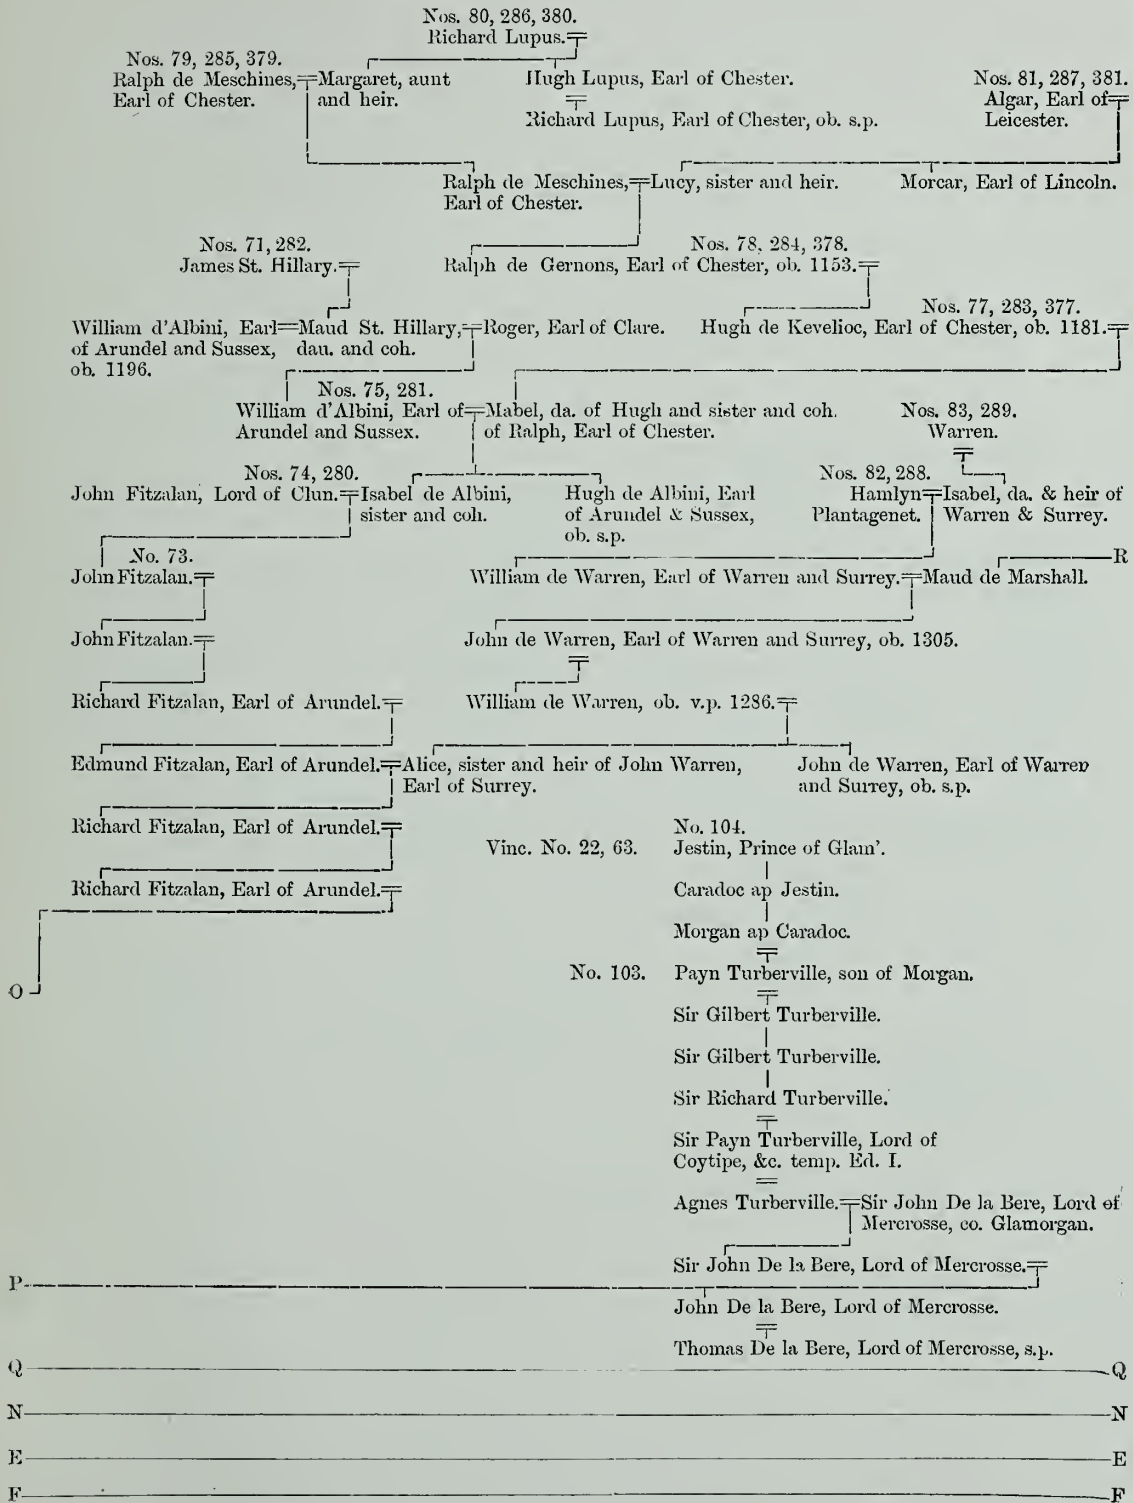 Nos. 80, 286, 380.
Richard Lupus.
Nos. 79, 285, 379.
Ralph de Meschines,=Margaret, aunt
Earl of Chester. and heir.
Hugh Lupus, Earl of Chester.
Richard Lupus, Earl of Chester, ob. s.p.
Nos. 81, 287, 381.
Algar, Earl of
Leicester.
Ralph de Meschines,=Lucy, sister and heir.
Earl of Chester.
Morcar, Earl of Lincoln.
Nos. 71, 282.
James St. Hillary.
Nos. 78, 284, 378.
Ralph de Gernons, Earl of Chester, ob. 1153.
William d'Albini, Earl=Maud St. Hillary,=Roger, Earl of Clare.
of Arundel and Sussex, dau. and coh.
ob. 1196.
Nos. 77, 283, 377.
Hugh de Kevelioc, Earl of Chester, ob. 1181.
Nos. 75, 281.
William d'Albini, Earl of=Mabel, da. of Hugh and sister and coh.
Arundel and Sussex. of Ralph, Earl of Chester.
Nos. 83, 289.
Warren.
Nos. 74, 280.
John Fitzalan, Lord of Clun.=Isabel de Albini,
sister and coh.
Hugh de Albini, Earl
of Arundel & Sussex,
ob. s.p.
Nos. 82, 288.
Hamlyn=Isabel, da. & heir of
Plantagenet. Warren & Surrey.
No. 73.
John Fitzalan.
R
William de Warren, Earl of Warren and Surrey.=Maud de Marshall.
John Fitzalan.
John de Warren, Earl of Warren and Surrey, ob. 1305.
Richard Fitzalan, Earl of Arundel.
William de Warren, ob. v.p. 1286.
Edmund Fitzalan, Earl of Arundel.=Alice, sister and heir of John Warren,
Earl of Surrey.
John de Warren, Earl of Warren
and Surrey, ob. s.p.
Richard Fitzalan, Earl of Arundel.
Richard Fitzalan, Earl of Arundel.
O
No. 104.
Vinc. No. 22, 63. Jestin, Prince of Glam'.
Caradoc ap Jestin.
Morgan ap Caradoc.
No. 103. Payn Turberville, son of Morgan.
Sir Gilbert Turberville.
Sir Gilbert Turberville.
Sir Richard Turberville.
Sir Payn Turberville, Lord of
Coytipe, &c. temp. Ed. I.
Agnes Turberville.=Sir John De la Bere, Lord of
Mercrosse, co. Glamorgan.
Sir John De la Bere, Lord of Mercrosse.
P
John De la Bere, Lord of Mercrosse.
Thomas De la Bere, Lord of Mercrosse, s.p.
Q Q
N N
E E
F F